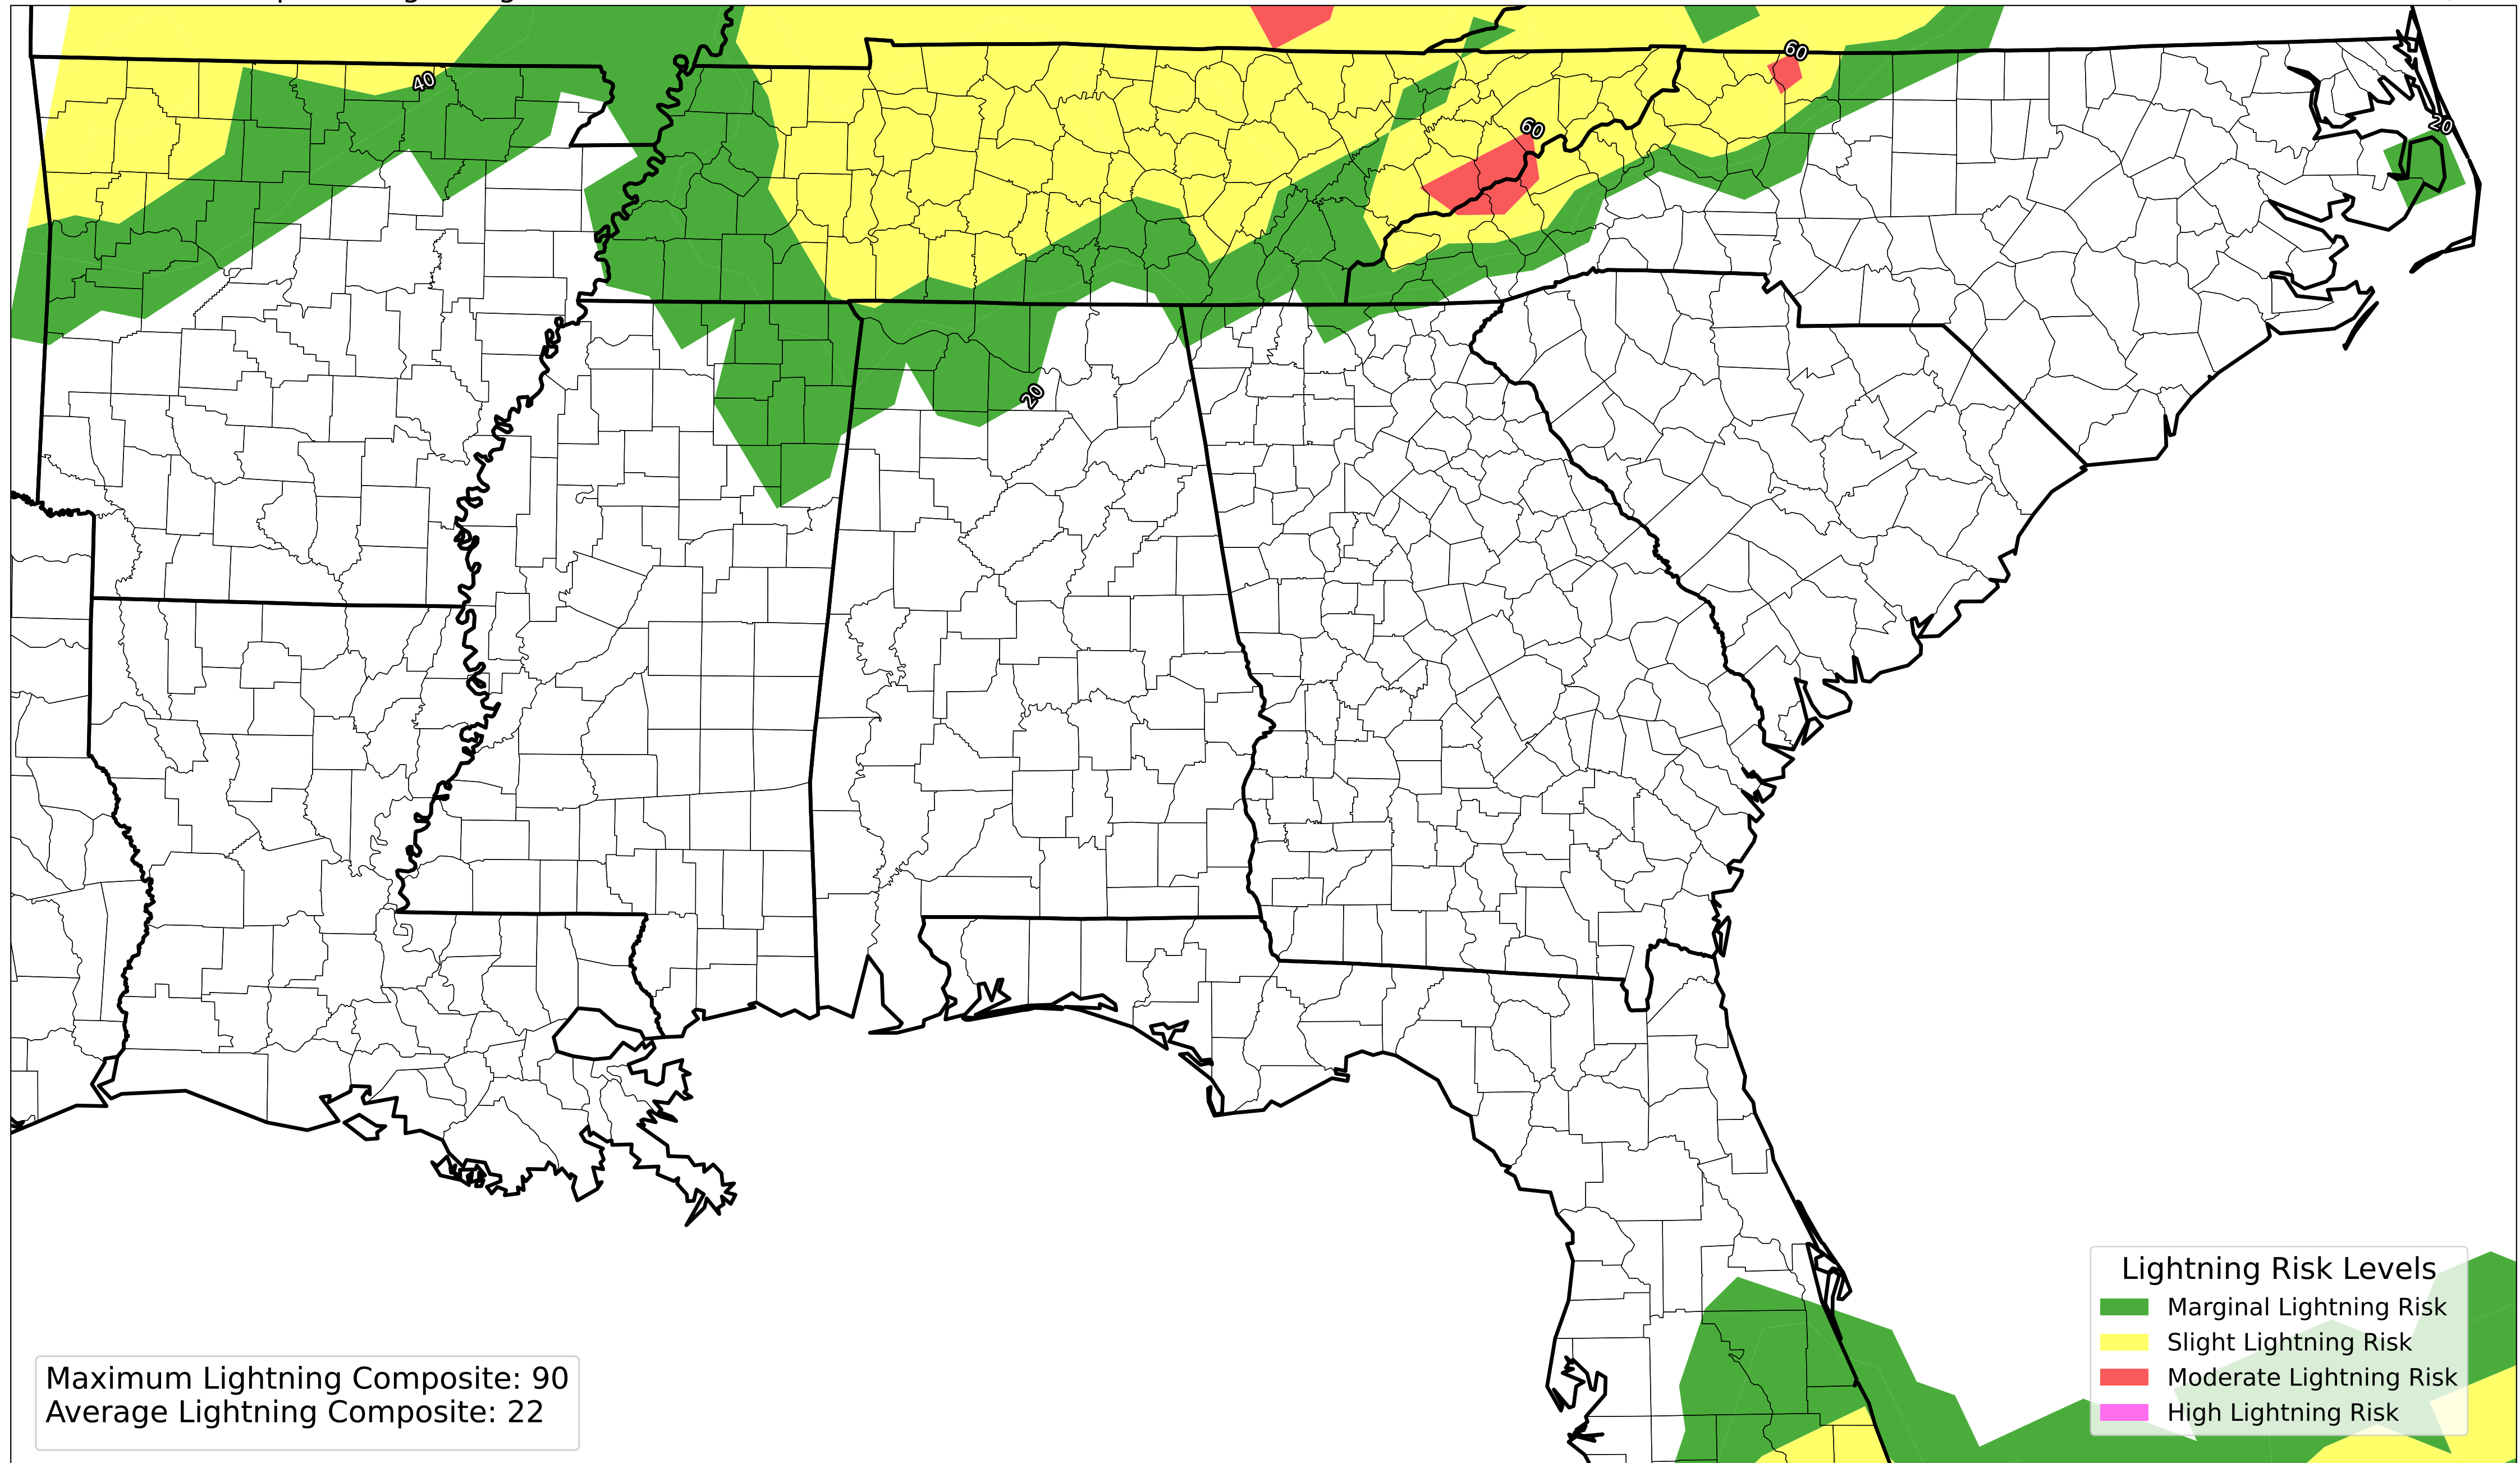 60
40
20
60
20
Lightning Risk Levels
Marginal Lightning Risk
Slight Lightning Risk
Moderate Lightning Risk
High Lightning Risk
Maximum Lightning Composite: 90
Average Lightning Composite: 22